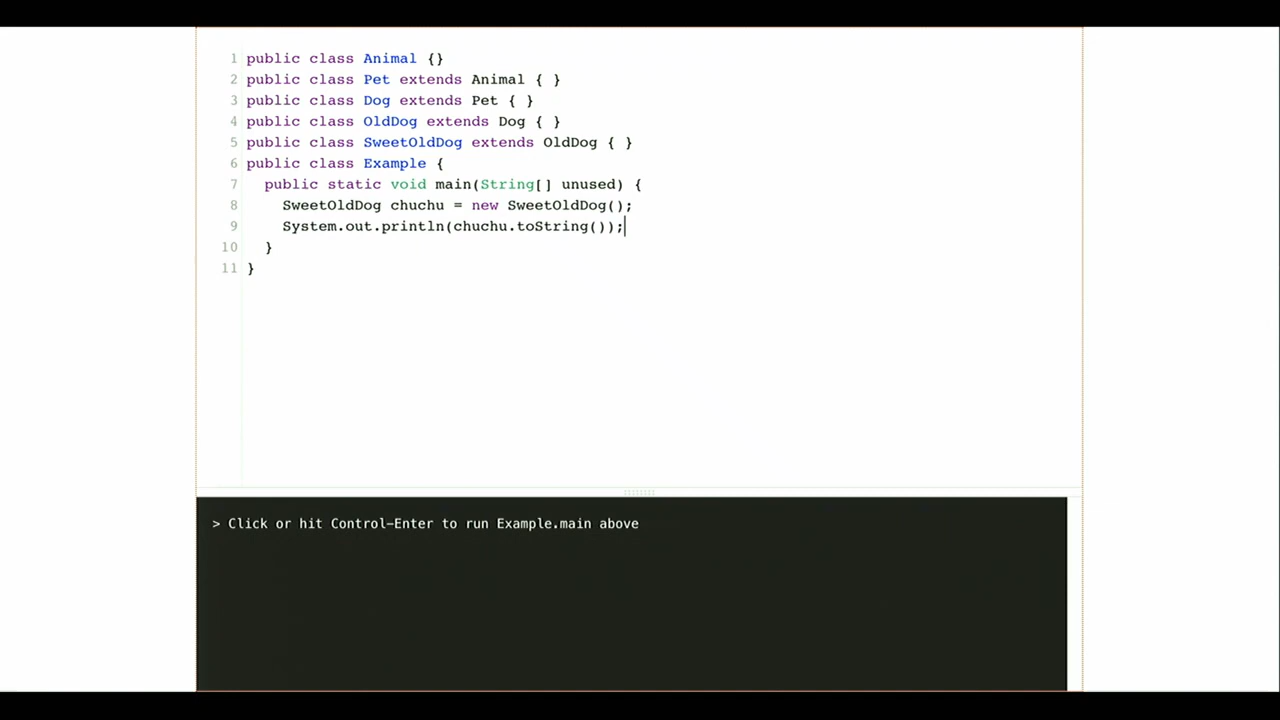 1 public class Animal {}
2 public class Pet extends Animal { }
3 public class Dog extends Pet { }
4 public class OldDog extends Dog { }
5 public class SweetOldDog extends OldDog { }
6 public class Example {
7 public static void main(String[] unused) {
8 SweetOldDog chuchu = new SweetOldDog();
9 System.out.println(chuchu.toString());
10 }
11 }
> Click or hit Control-Enter to run Example.main above